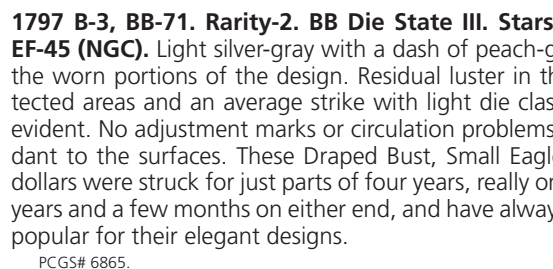 1797 B-3, BB-71. Rarity-2. BB Die State III. Stars
EF-45 (NGC). Light silver-gray with a dash of peach-g
the worn portions of the design. Residual luster in th
tected areas and an average strike with light die clas
evident. No adjustment marks or circulation problems
dant to the surfaces. These Draped Bust, Small Eagle
dollars were struck for just parts of four years, really or
years and a few months on either end, and have alway
popular for their elegant designs.
PCGS# 6865.